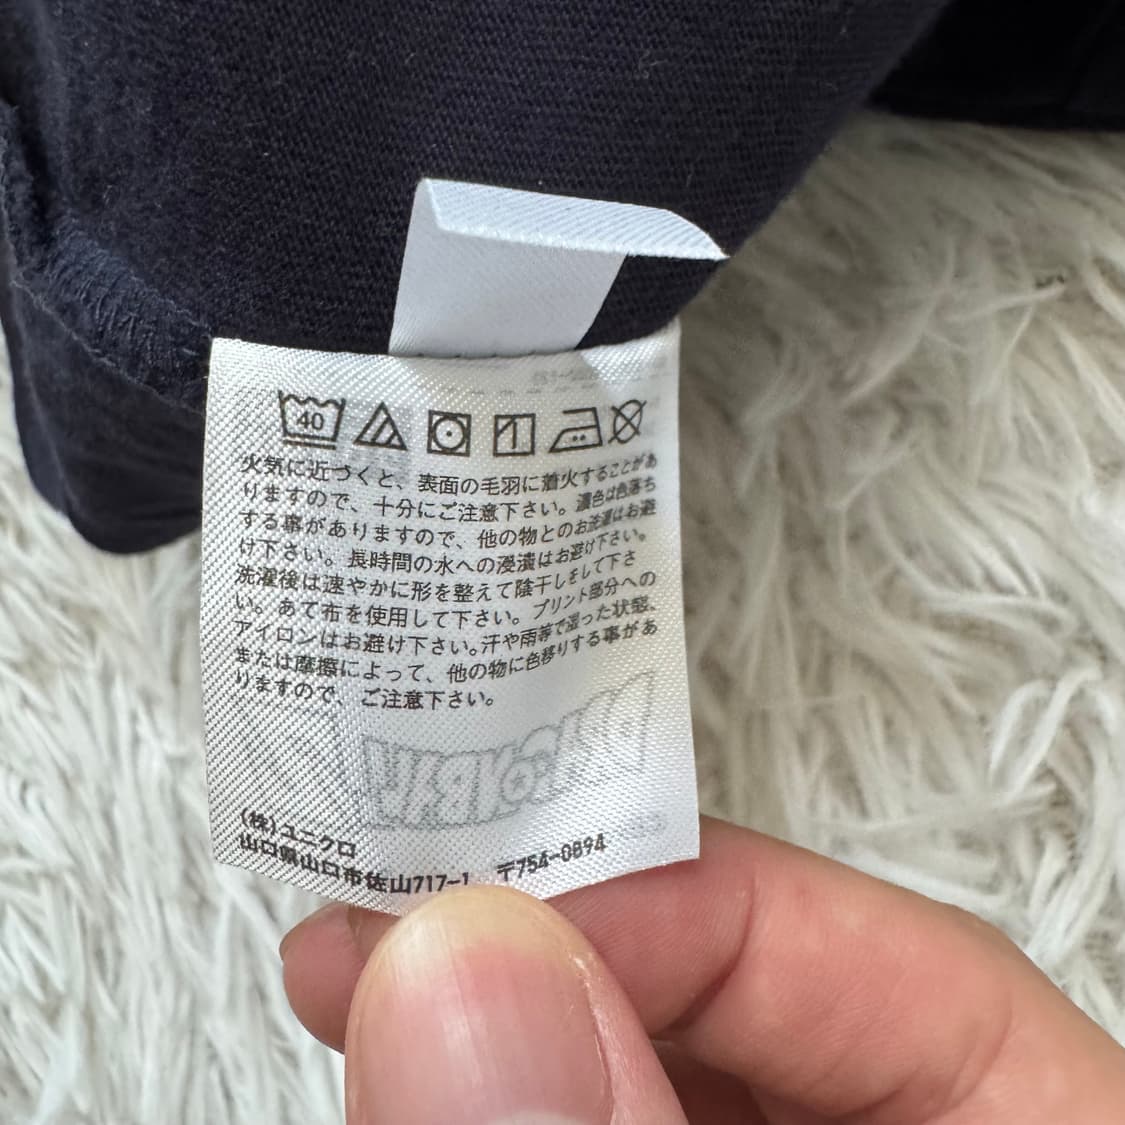 40
火気に近づくと、表面の毛羽に着火することがあ
りますので、十分にご注意下さい。濃色は色落ち
する事がありますので、他の物とのお洗濯はお避
け下さい。長時間の水への浸漬はお避け下さい。
洗濯後は速やかに形を整えて陰干しをして下さ
い。あて布を使用して下さい。プリント部分への
アイロンはお避け下さい。汗や雨等で湿った状態、
または摩擦によって、他の物に色移りする事があ
りますので、ご注意下さい。
(株)ユニクロ
山口県山口市佐山717-1 〒754-0894